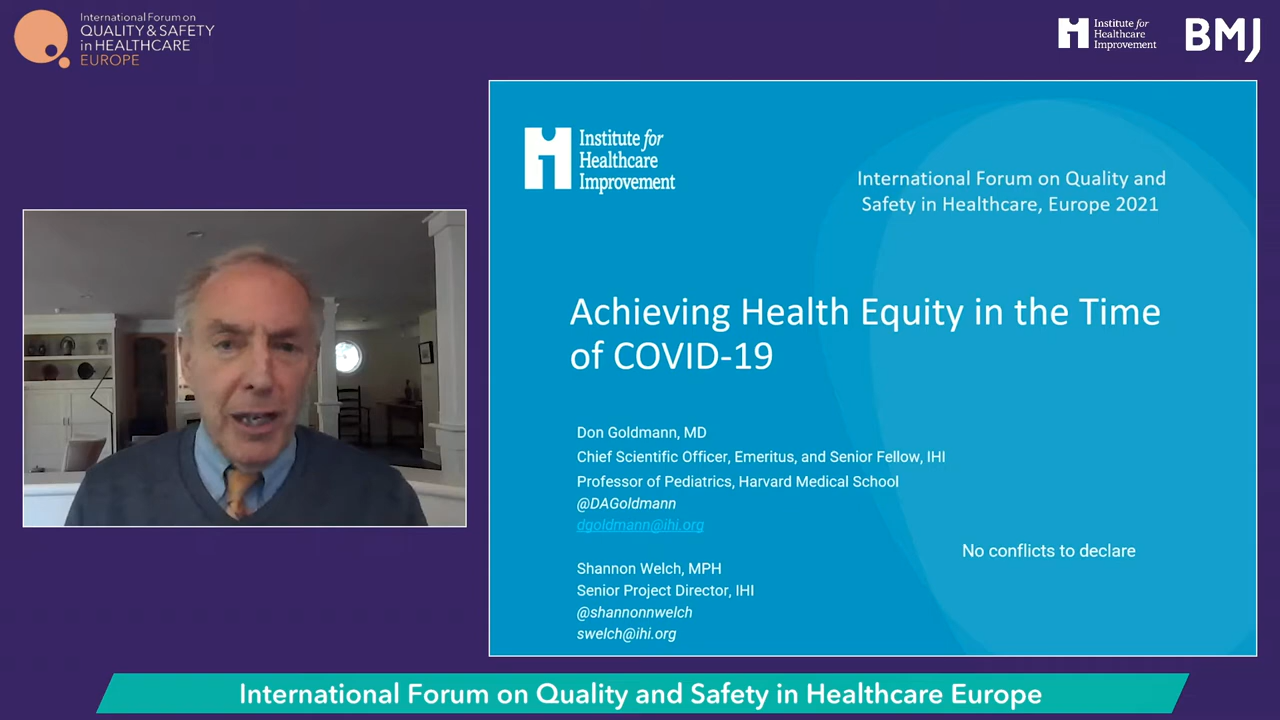 International Forum on
QUALITY & SAFETY
in HEALTHCARE
EUROPE
Institute for
Healthcare
Improvement
BMJ
Institute for
Healthcare
Improvement
International Forum on Quality and
Safety in Healthcare, Europe 2021
Achieving Health Equity in the Time
of COVID-19
Don Goldmann, MD
Chief Scientific Officer, Emeritus, and Senior Fellow, IHI
Professor of Pediatrics, Harvard Medical School
@DAGoldmann
dgoldmann@ihi.org
No conflicts to declare
Shannon Welch, MPH
Senior Project Director, IHI
@shannonnwelch
swelch@ihi.org
International Forum on Quality and Safety in Healthcare Europe